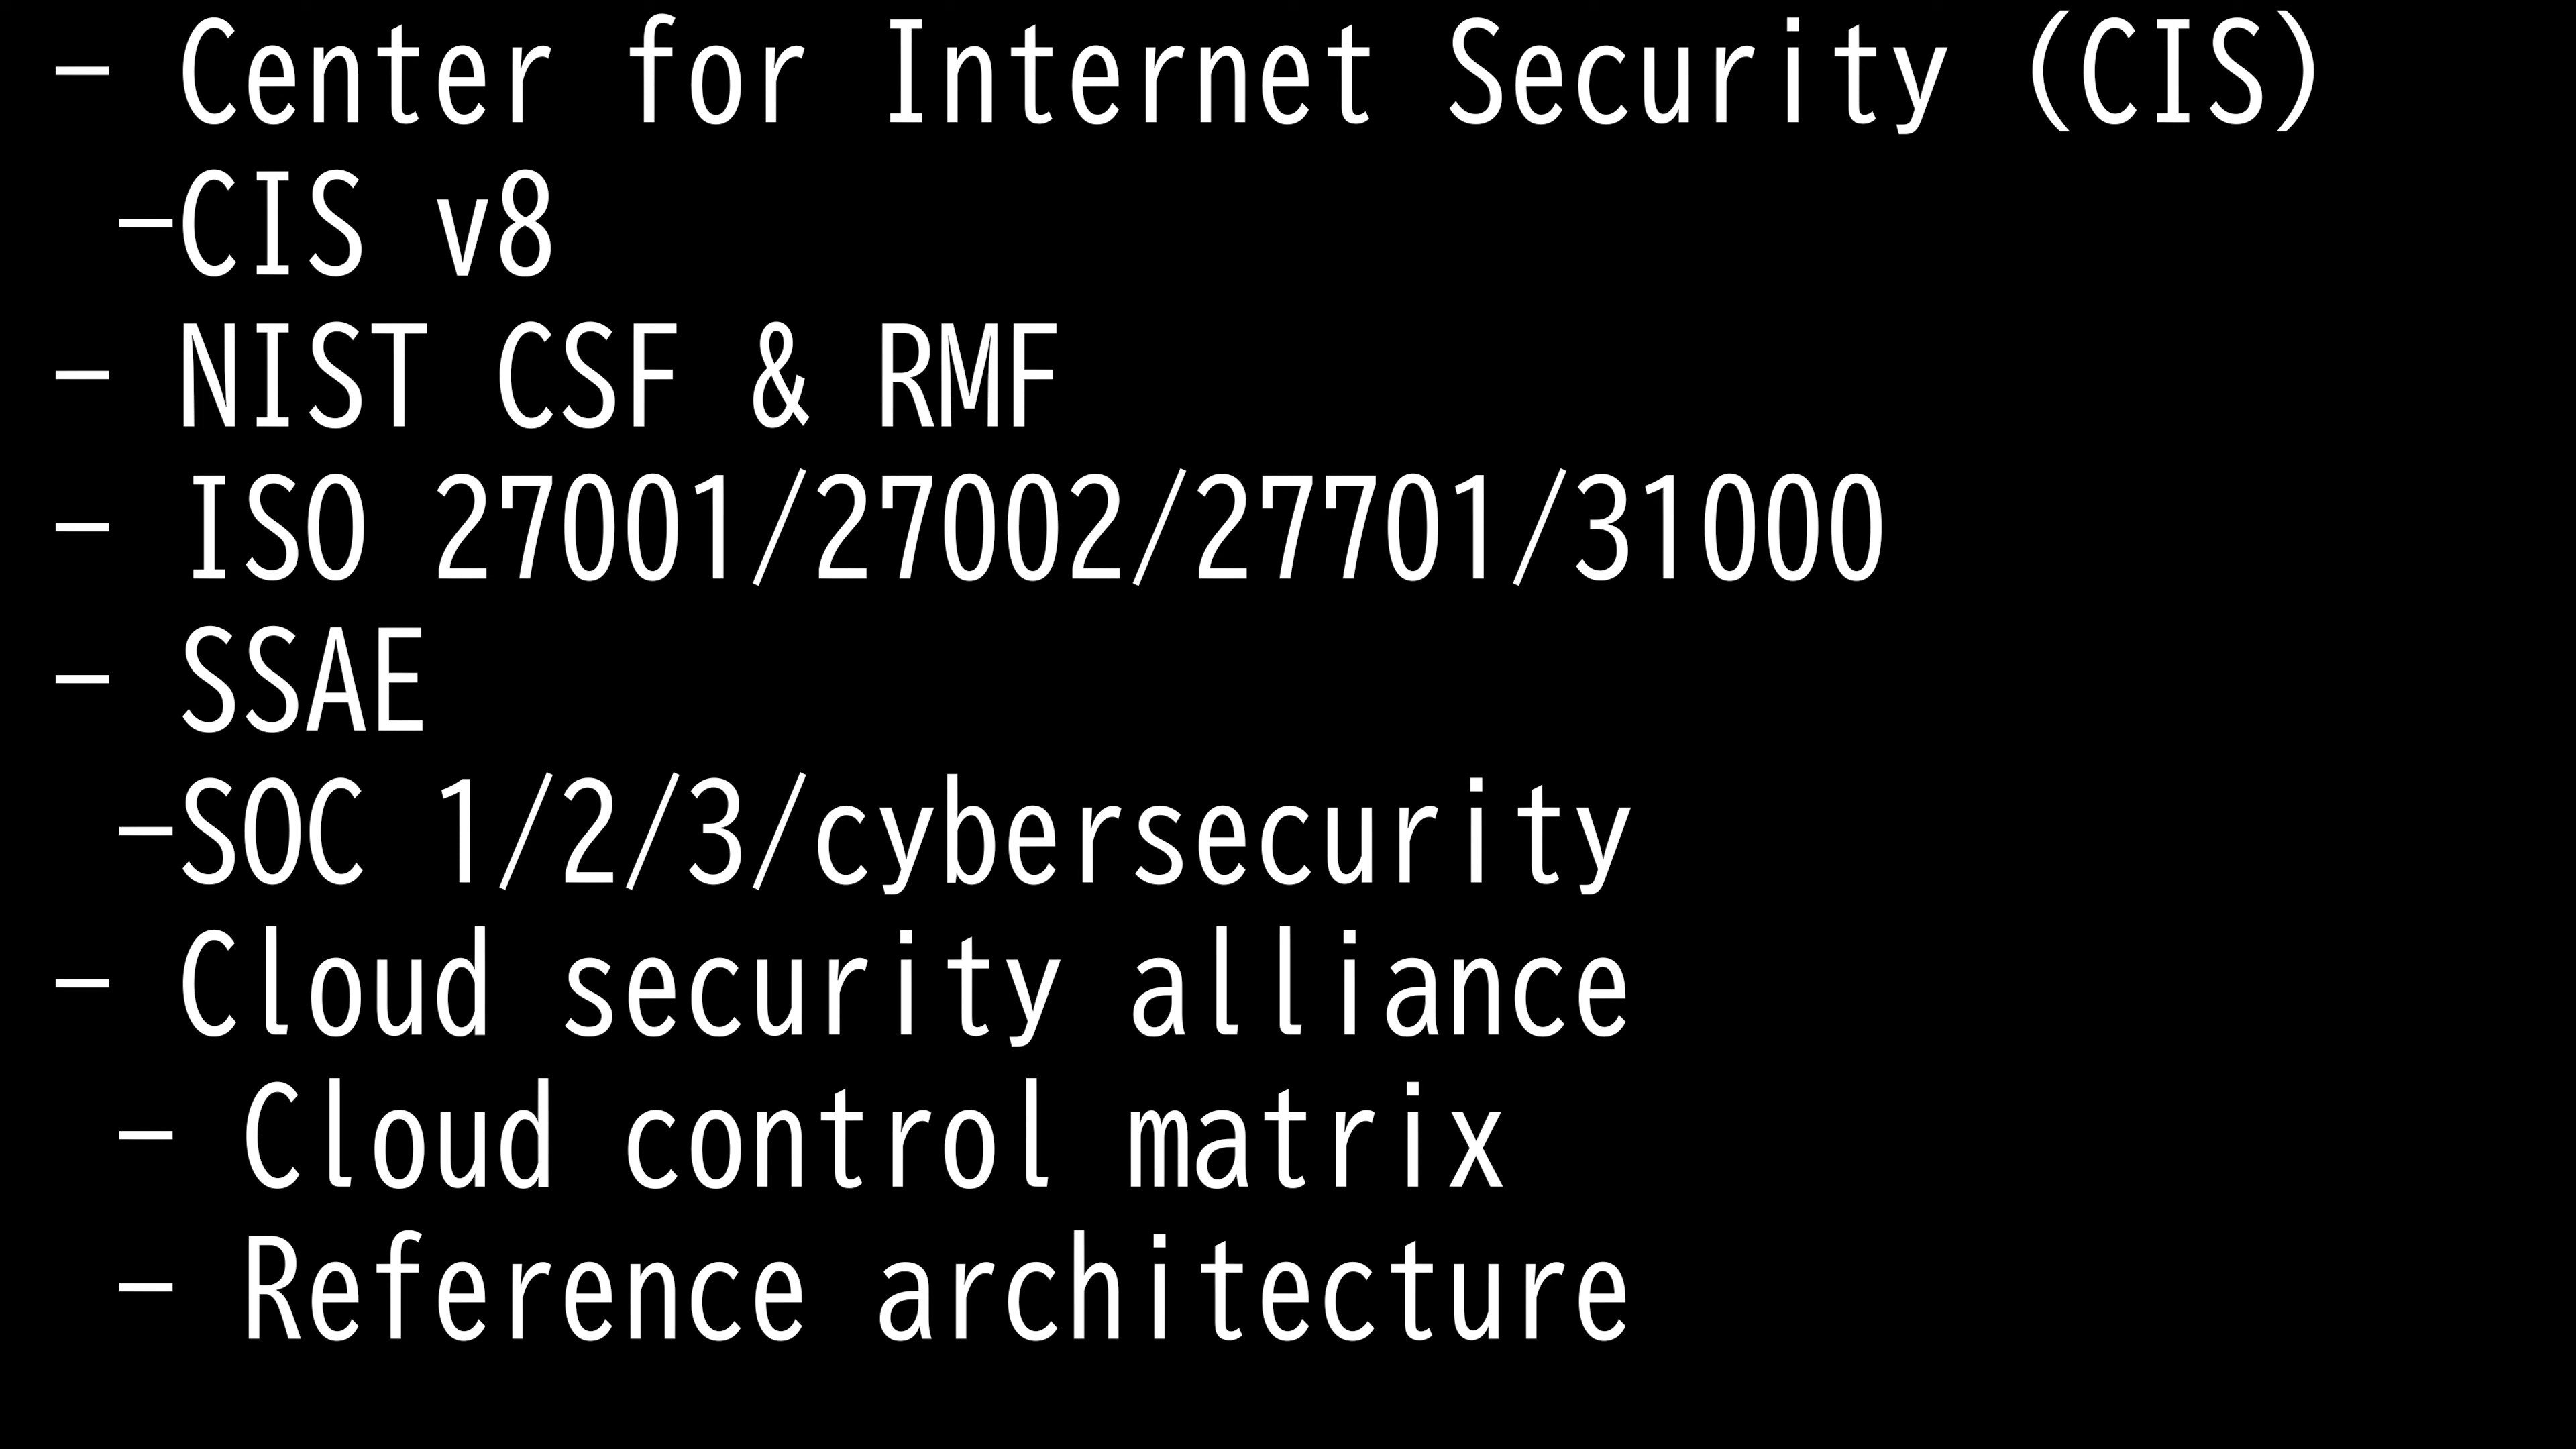 - Center for Internet Security (CIS)
-CIS v8
- NIST CSF & RMF
- ISO 27001/27002/27701/31000
- SSAE
-SOC 1/2/3/cybersecurity
- Cloud security alliance
- Cloud control matrix
- Reference architecture